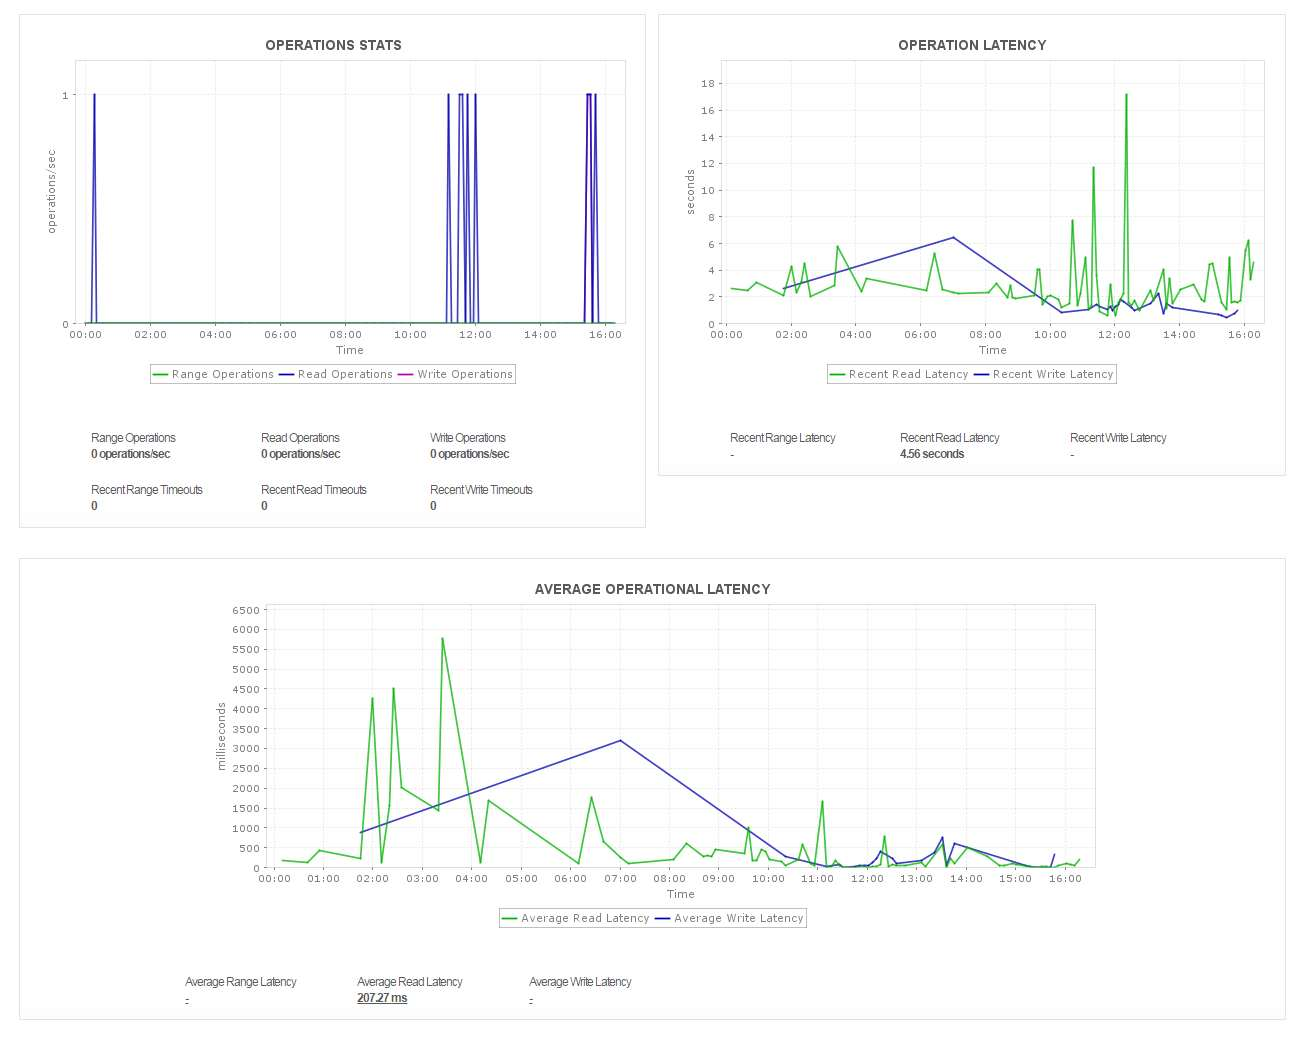 OPERATIONS STATS
operations/sec
1
0
00:00 02:00 04:00 06:00 08:00 10:00 12:00 14:00 16:00
Time
Range Operations Read Operations Write Operations
Range Operations Read Operations Write Operations
0 operations/sec 0 operations/sec 0 operations/sec
Recent Range Timeouts Recent Read Timeouts Recent Write Timeouts
0 0 0
OPERATION LATENCY
seconds
18
16
14
12
10
8
6
4
2
0
00:00 02:00 04:00 06:00 08:00 10:00 12:00 14:00 16:00
Time
Recent Read Latency Recent Write Latency
Recent Range Latency Recent Read Latency Recent Write Latency
- 4.56 seconds -
AVERAGE OPERATIONAL LATENCY
milliseconds
6500
6000
5500
5000
4500
4000
3500
3000
2500
2000
1500
1000
500
0
00:00 01:00 02:00 03:00 04:00 05:00 06:00 07:00 08:00 09:00 10:00 11:00 12:00 13:00 14:00 15:00 16:00
Time
Average Read Latency Average Write Latency
Average Range Latency Average Read Latency Average Write Latency
- 207.27 ms -